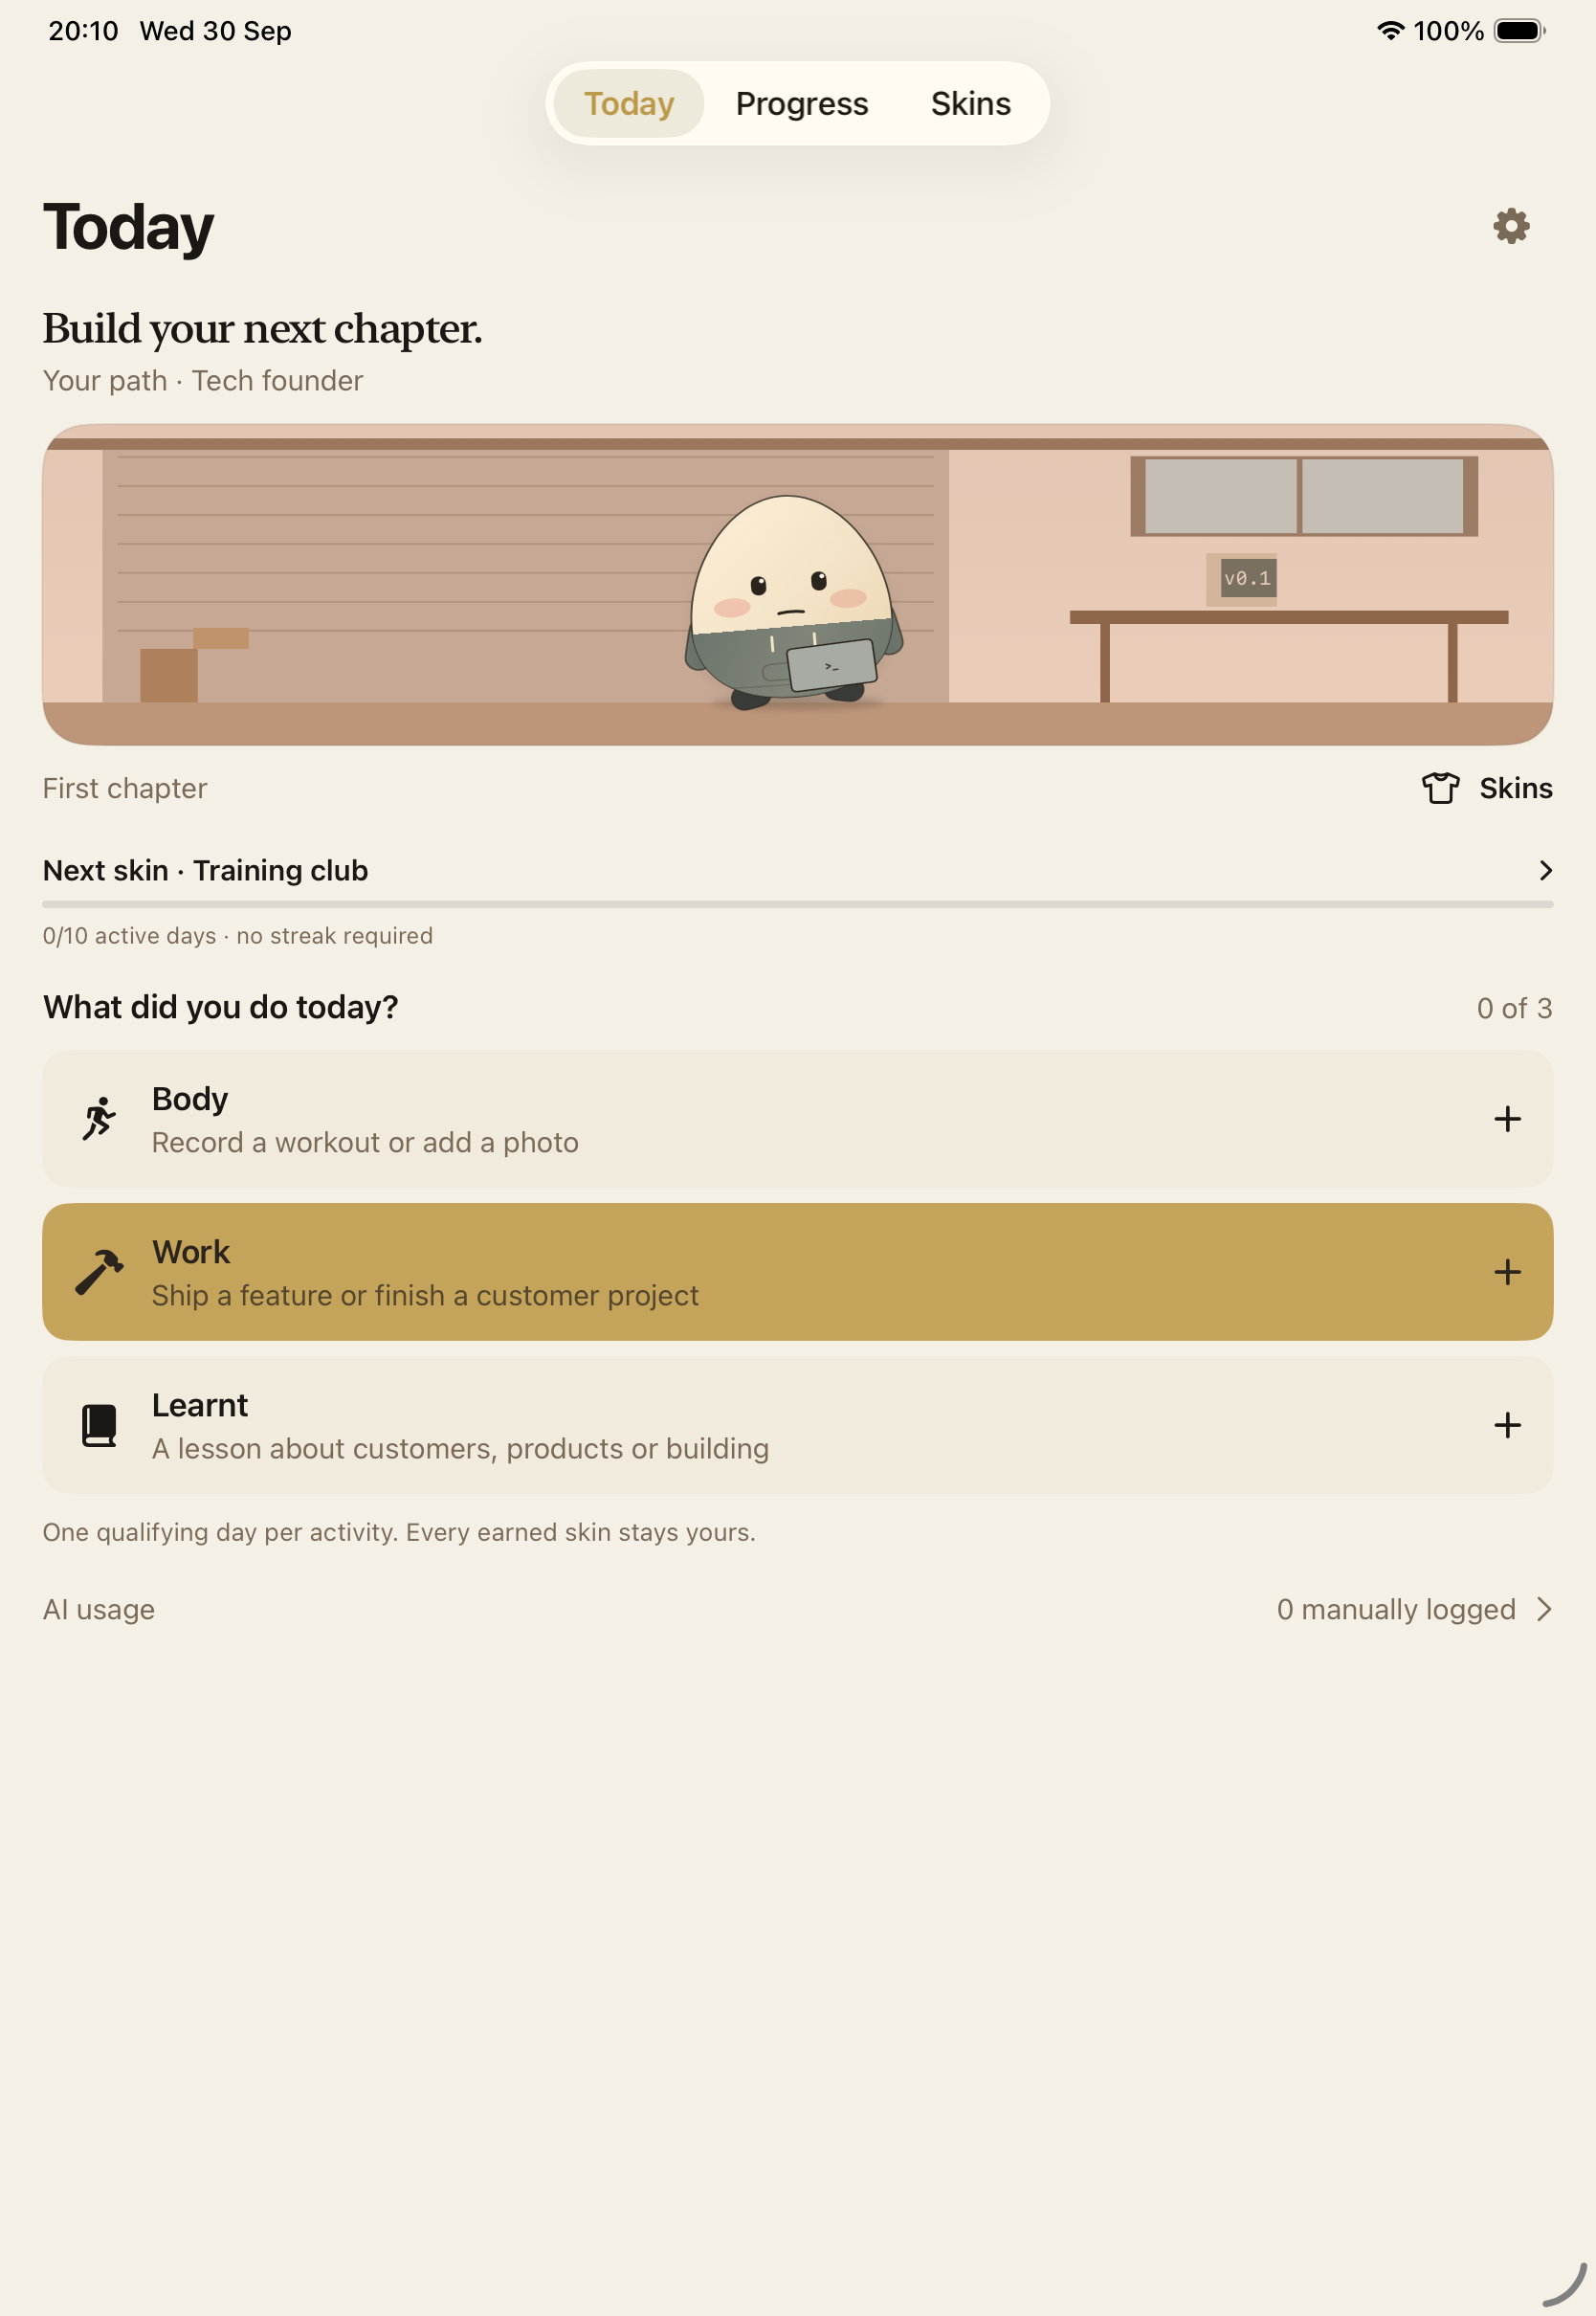 20:10 Wed 30 Sep
100%
Today Progress Skins
Today
Build your next chapter.
Your path · Tech founder
v0.1
>_
First chapter
Skins
Next skin · Training club
0/10 active days · no streak required
What did you do today?
0 of 3
Body
Record a workout or add a photo
Work
Ship a feature or finish a customer project
Learnt
A lesson about customers, products or building
One qualifying day per activity. Every earned skin stays yours.
AI usage
0 manually logged